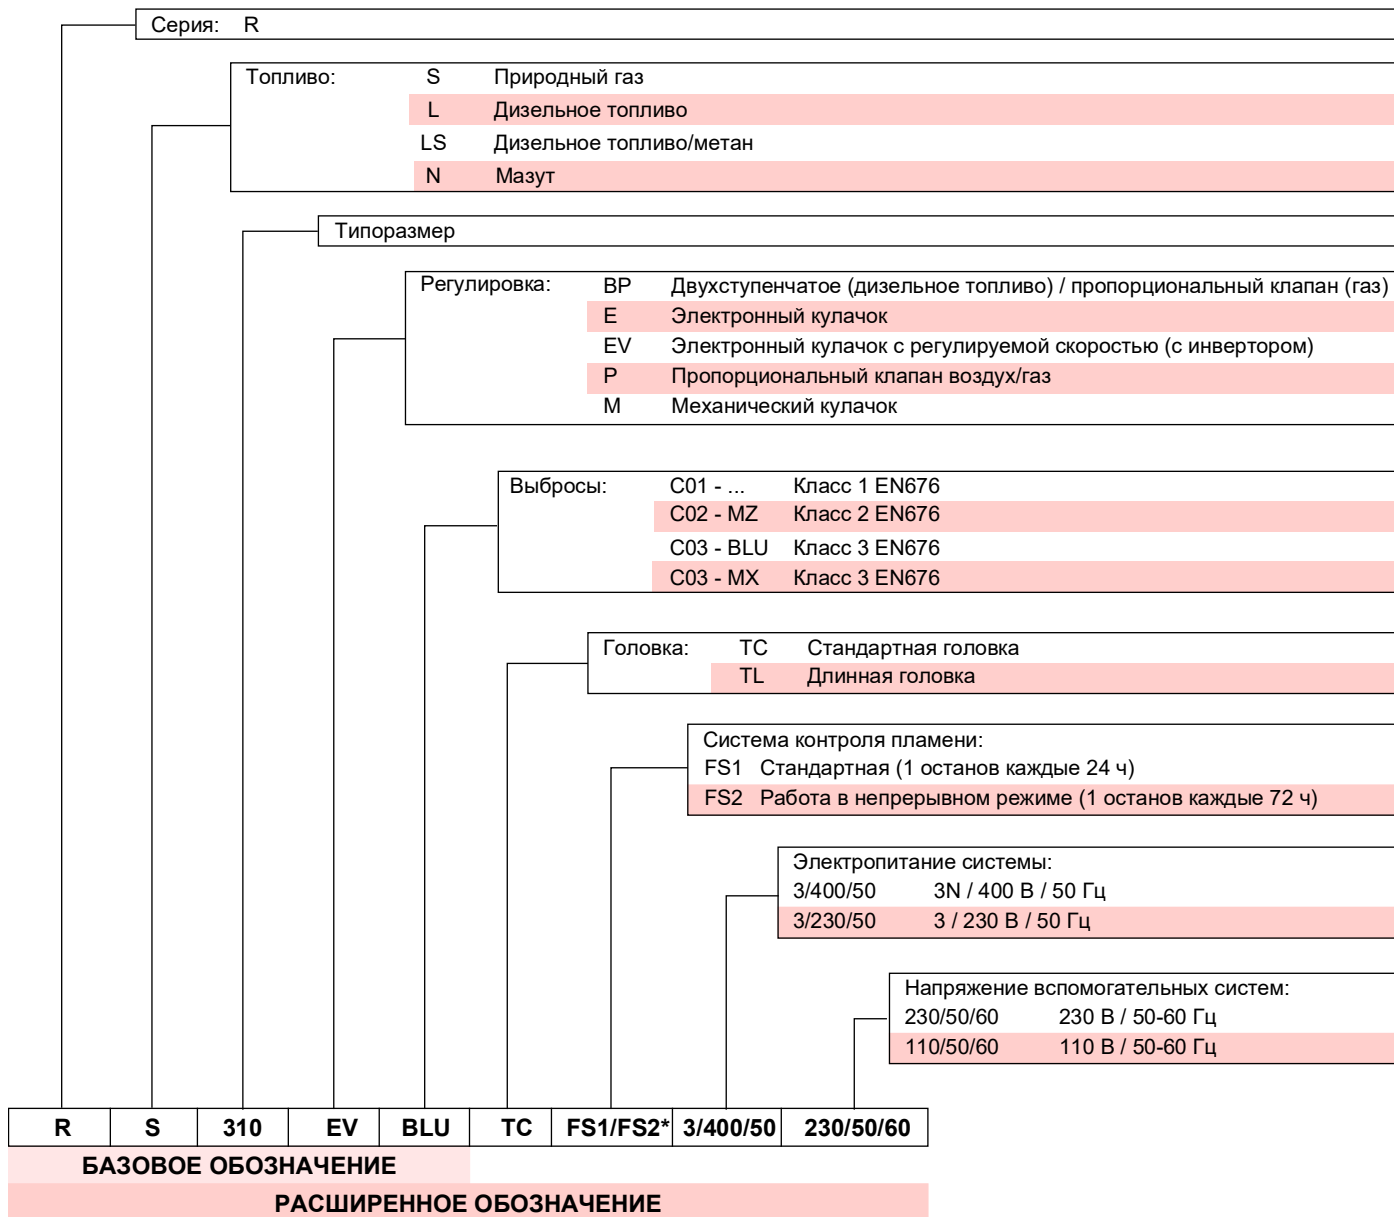 Серия: R
Топливо: S Природный газ
L Дизельное топливо
LS Дизельное топливо/метан
N Мазут
Типоразмер
Регулировка: BP Двухступенчатое (дизельное топливо) / пропорциональный клапан (газ)
E Электронный кулачок
EV Электронный кулачок с регулируемой скоростью (с инвертором)
P Пропорциональный клапан воздух/газ
M Механический кулачок
Выбросы: C01 - ... Класс 1 EN676
C02 - MZ Класс 2 EN676
C03 - BLU Класс 3 EN676
C03 - MX Класс 3 EN676
Головка: TC Стандартная головка
TL Длинная головка
Система контроля пламени:
FS1 Стандартная (1 останов каждые 24 ч)
FS2 Работа в непрерывном режиме (1 останов каждые 72 ч)
Электропитание системы:
3/400/50 3N / 400 В / 50 Гц
3/230/50 3 / 230 В / 50 Гц
Напряжение вспомогательных систем:
230/50/60 230 В / 50-60 Гц
110/50/60 110 В / 50-60 Гц
R S 310 EV BLU TC FS1/FS2* 3/400/50 230/50/60
БАЗОВОЕ ОБОЗНАЧЕНИЕ
РАСШИРЕННОЕ ОБОЗНАЧЕНИЕ